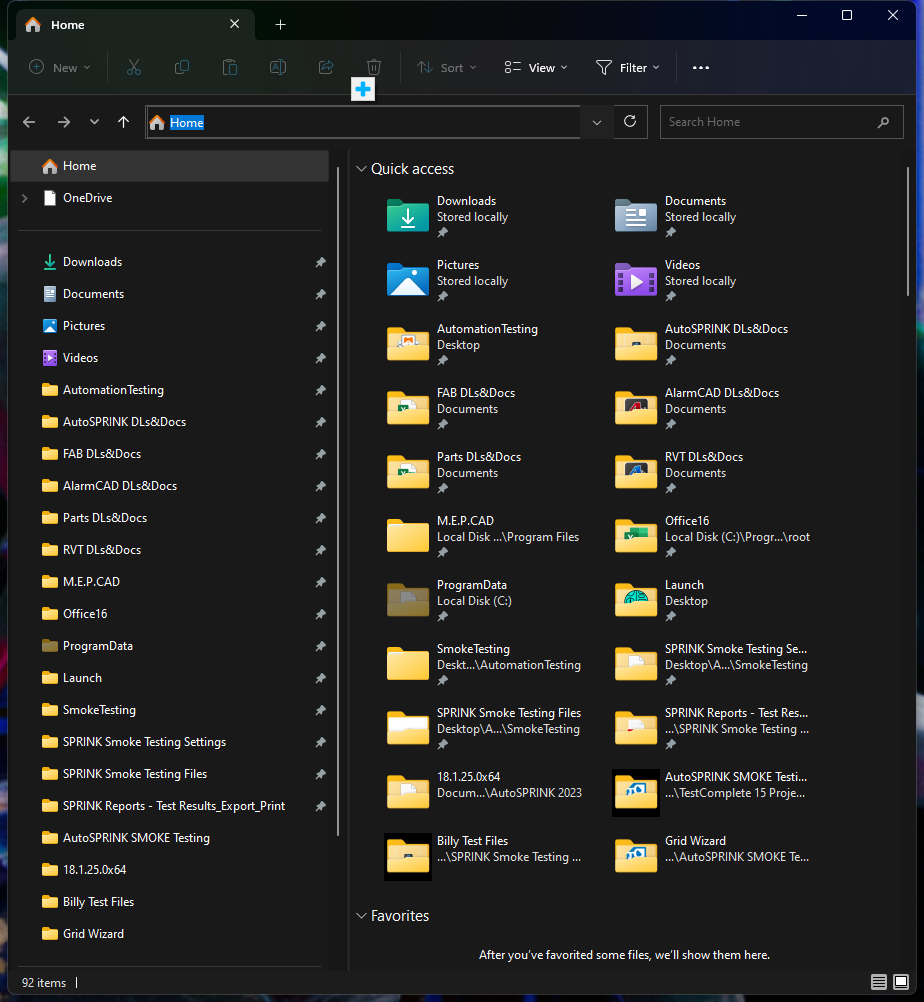 Home
New
Sort
View
Filter
Home
Search Home
Home
OneDrive
Downloads
Documents
Pictures
Videos
AutomationTesting
AutoSPRINK DLs&Docs
FAB DLs&Docs
AlarmCAD DLs&Docs
Parts DLs&Docs
RVT DLs&Docs
M.E.P.CAD
Office16
ProgramData
Launch
SmokeTesting
SPRINK Smoke Testing Settings
SPRINK Smoke Testing Files
SPRINK Reports - Test Results_Export_Print
AutoSPRINK SMOKE Testing
18.1.25.0x64
Billy Test Files
Grid Wizard
Quick access
Downloads
Stored locally
Documents
Stored locally
Pictures
Stored locally
Videos
Stored locally
AutomationTesting
Desktop
AutoSPRINK DLs&Docs
Documents
FAB DLs&Docs
Documents
AlarmCAD DLs&Docs
Documents
Parts DLs&Docs
Documents
RVT DLs&Docs
Documents
M.E.P.CAD
Local Disk ...\Program Files
Office16
Local Disk (C:)\Progr...\root
ProgramData
Local Disk (C:)
Launch
Desktop
SmokeTesting
Deskt...\AutomationTesting
SPRINK Smoke Testing Se...
Desktop\A...\SmokeTesting
SPRINK Smoke Testing Files
Desktop\A...\SmokeTesting
SPRINK Reports - Test Res...
...\SPRINK Smoke Testing ...
18.1.25.0x64
Docum...\AutoSPRINK 2023
AutoSPRINK SMOKE Testi...
...\TestComplete 15 Proje...
Billy Test Files
...\SPRINK Smoke Testing ...
Grid Wizard
...\AutoSPRINK SMOKE Te...
Favorites
After you've favorited some files, we'll show them here.
92 items